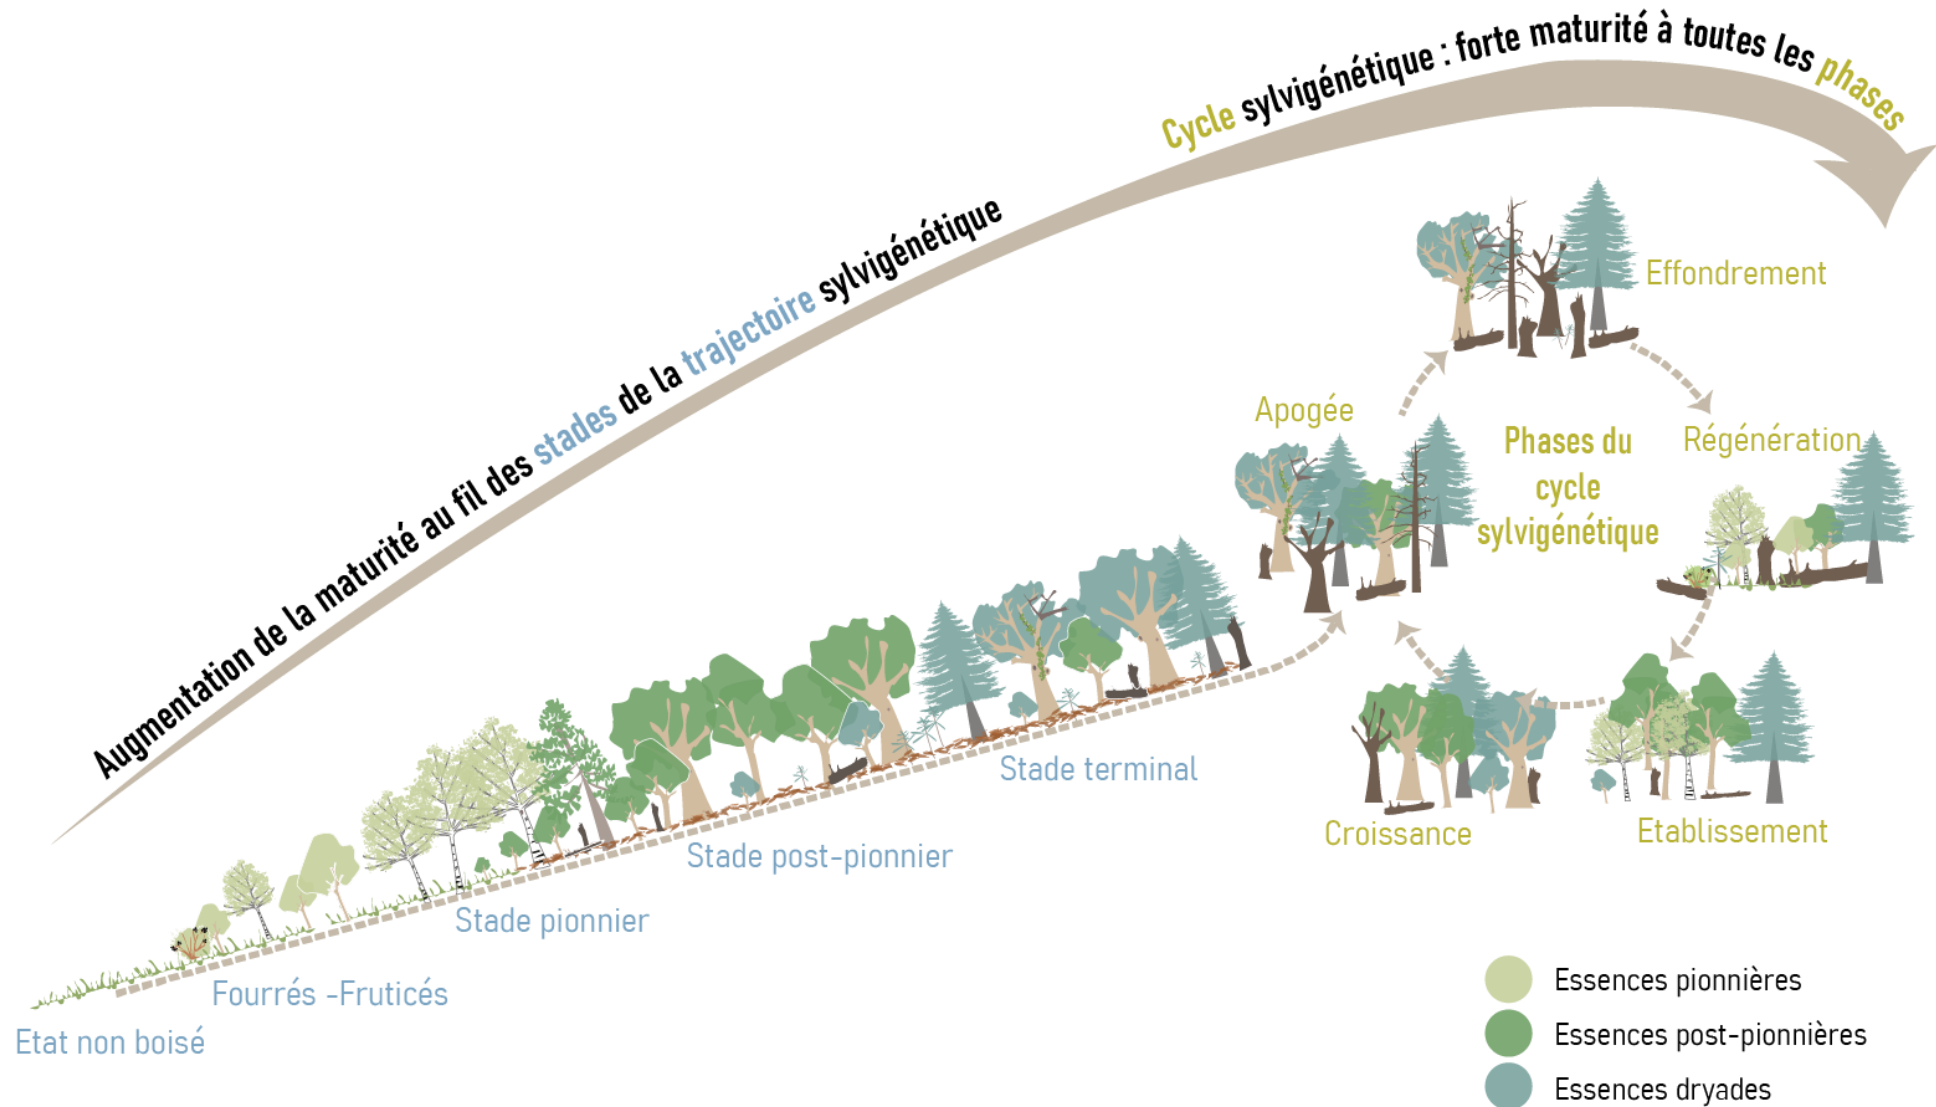 Augmentation de la maturité au fil des stades de la trajectoire sylvigénétique
Cycle sylvigénétique : forte maturité à toutes les phases
Effondrement
Apogée
Régénération
Phases du
cycle
sylvigénétique
Croissance
Etablissement
Stade terminal
Stade post-pionnier
Stade pionnier
Fourrés -Fruticés
Etat non boisé
Essences pionnières
Essences post-pionnières
Essences dryades